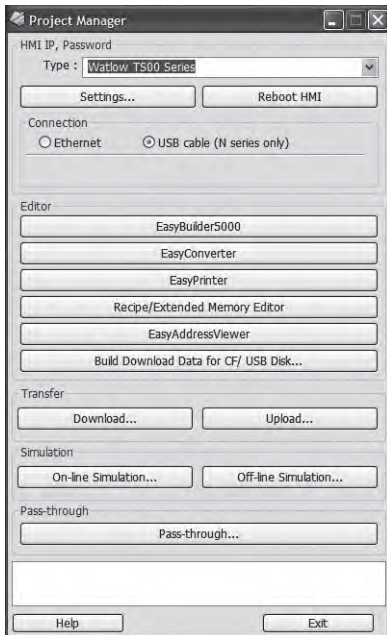 Project Manager
HMI IP, Password
Type : Watlow TS00 Series
Settings... Reboot HMI
Connection
Ethernet USB cable (N series only)
Editor
EasyBuilder5000
EasyConverter
EasyPrinter
Recipe/Extended Memory Editor
EasyAddressViewer
Build Download Data for CF/ USB Disk...
Transfer
Download... Upload...
Simulation
On-line Simulation... Off-line Simulation...
Pass-through
Pass-through...
Help Exit